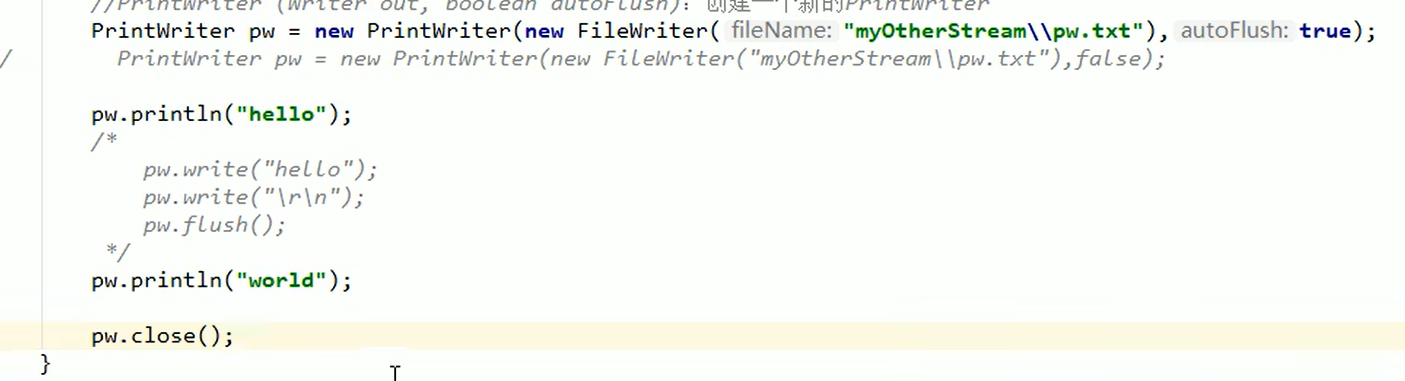 //PrintWriter (Writer out, boolean autoFlush): 创建一个新的PrintWriter
PrintWriter pw = new PrintWriter(new FileWriter( fileName: "myOtherStream\\pw.txt"), autoFlush: true);
/ PrintWriter pw = new PrintWriter(new FileWriter("myOtherStream\\pw.txt"),false);
pw.println("hello");
/*
pw.write("hello");
pw.write("\r\n");
pw.flush();
*/
pw.println("world");
pw.close();
}